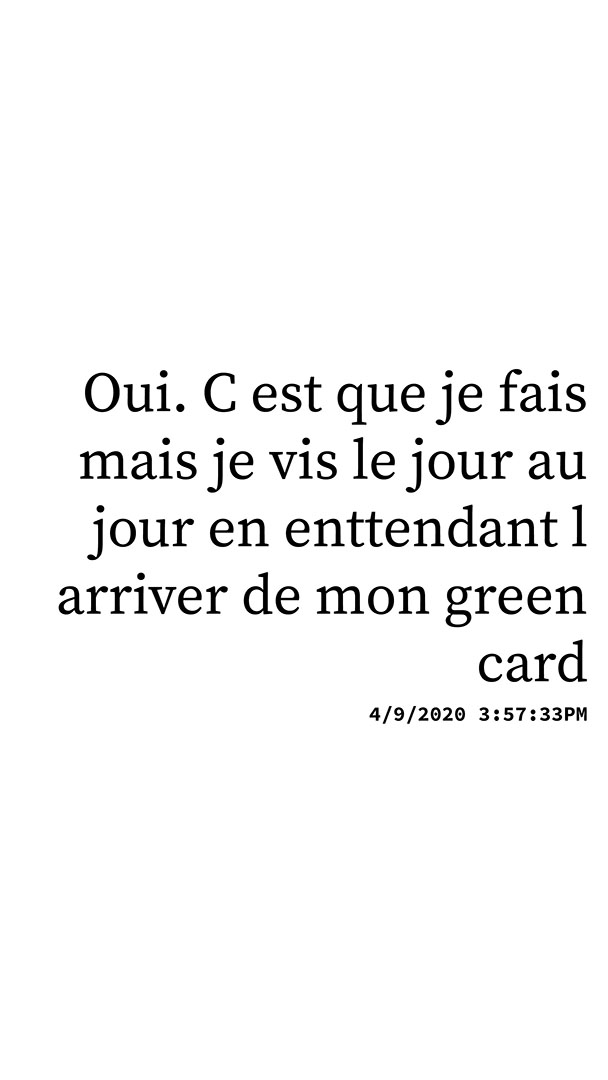 Oui. C est que je fais
mais je vis le jour au
jour en enttendant l
arriver de mon green
card
4/9/2020 3:57:33PM